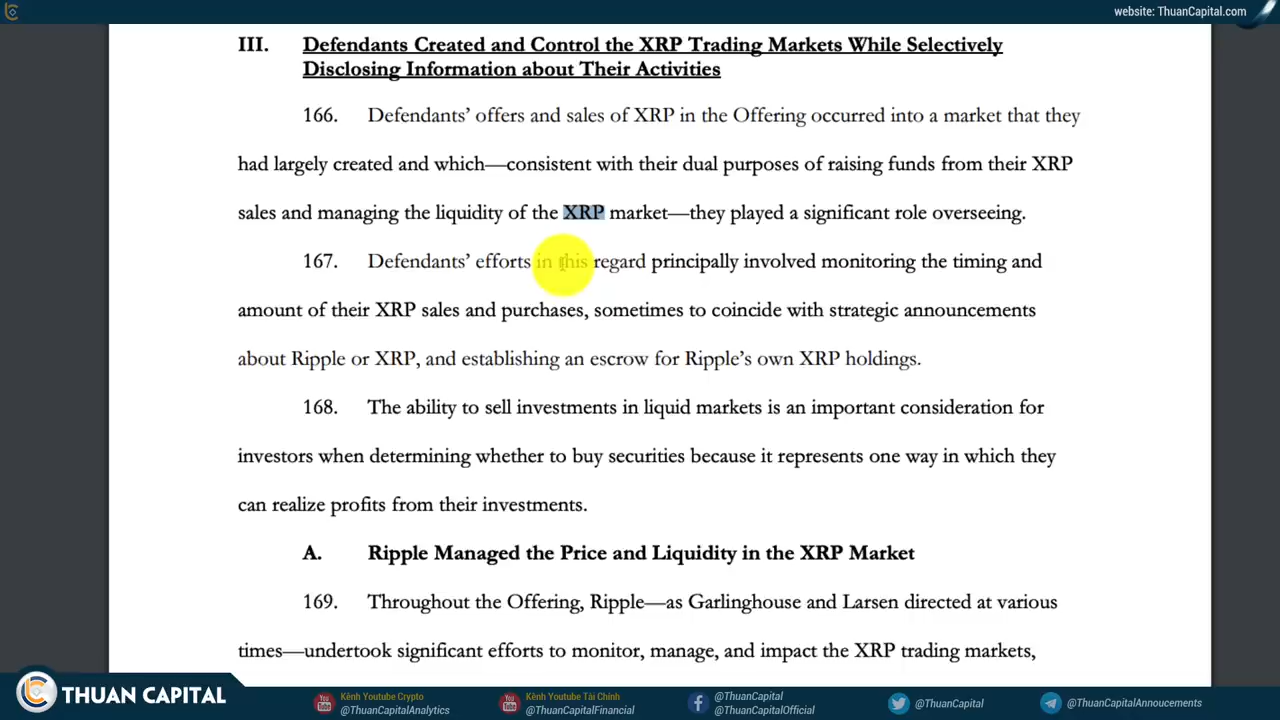 website: ThuanCapital.com
III. Defendants Created and Control the XRP Trading Markets While Selectively
Disclosing Information about Their Activities
166. Defendants’ offers and sales of XRP in the Offering occurred into a market that they
had largely created and which—consistent with their dual purposes of raising funds from their XRP
sales and managing the liquidity of the XRP market—they played a significant role overseeing.
167. Defendants’ efforts in this regard principally involved monitoring the timing and
amount of their XRP sales and purchases, sometimes to coincide with strategic announcements
about Ripple or XRP, and establishing an escrow for Ripple’s own XRP holdings.
168. The ability to sell investments in liquid markets is an important consideration for
investors when determining whether to buy securities because it represents one way in which they
can realize profits from their investments.
A. Ripple Managed the Price and Liquidity in the XRP Market
169. Throughout the Offering, Ripple—as Garlinghouse and Larsen directed at various
times—undertook significant efforts to monitor, manage, and impact the XRP trading markets,
THUAN CAPITAL
Kênh Youtube Crypto
@ThuanCapitalAnalytics
Kênh Youtube Tài Chính
@ThuanCapitalFinancial
@ThuanCapital
@ThuanCapitalOfficial
@ThuanCapital
@ThuanCapitalAnnoucements